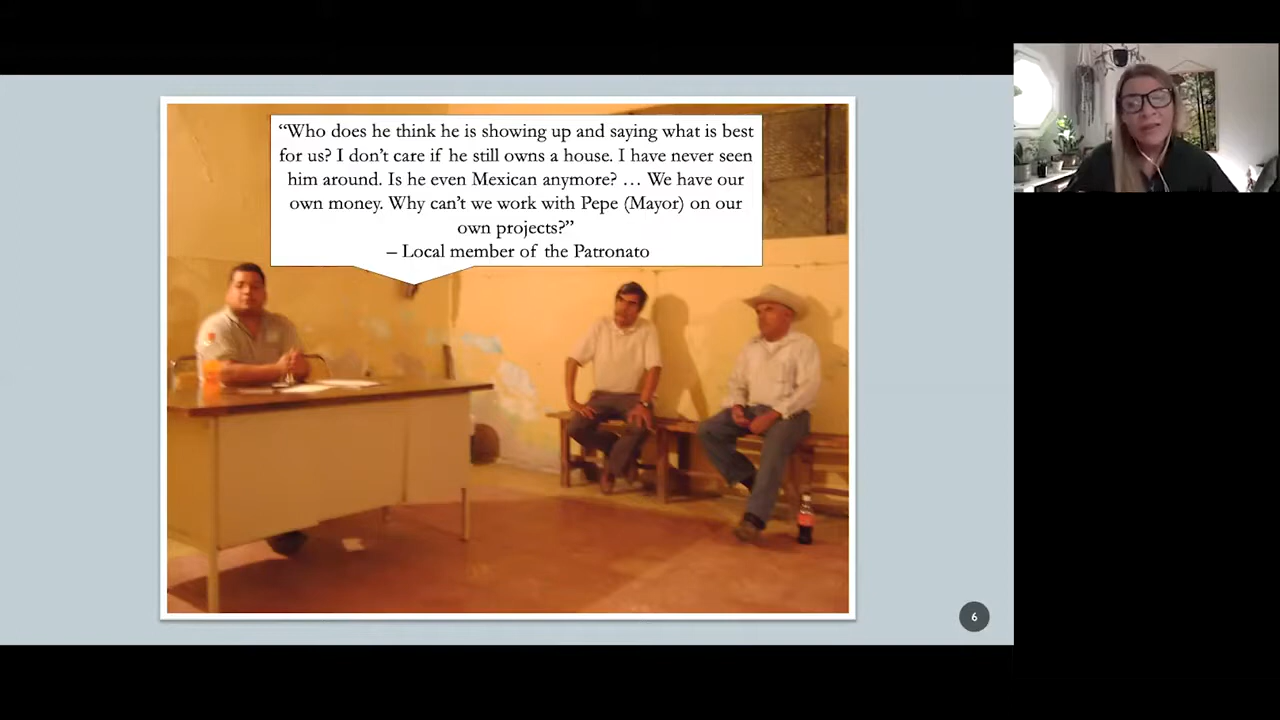 “Who does he think he is showing up and saying what is best
for us? I don’t care if he still owns a house. I have never seen
him around. Is he even Mexican anymore? … We have our
own money. Why can’t we work with Pepe (Mayor) on our
own projects?”
– Local member of the Patronato
6